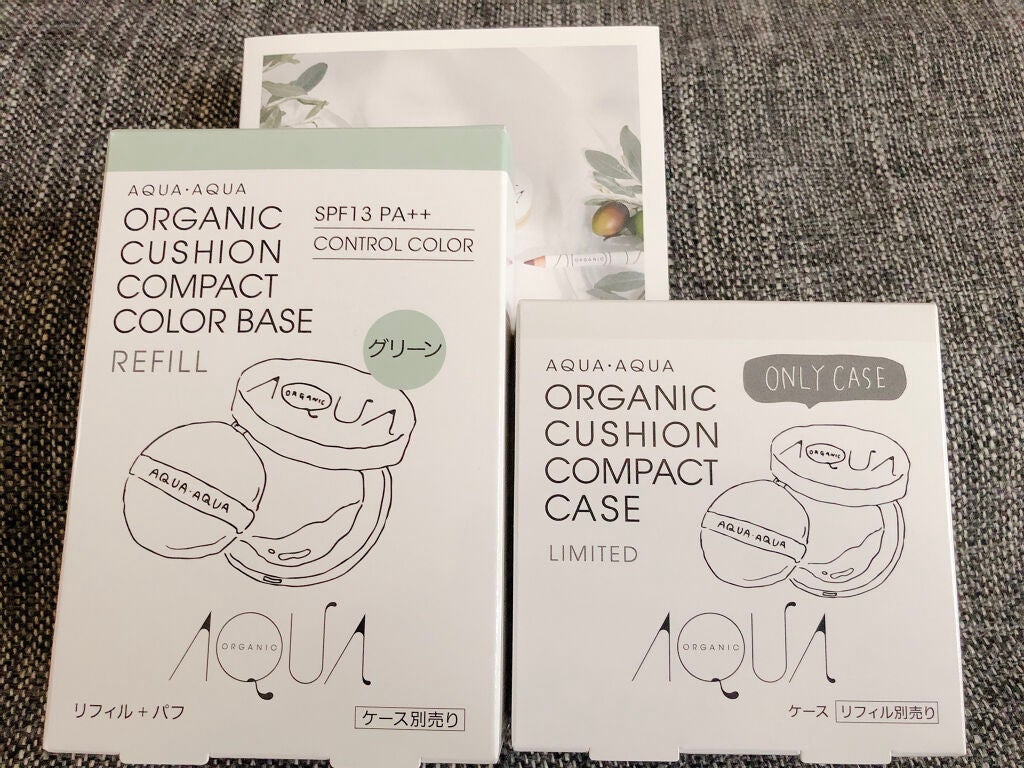 AQUA・AQUA
ORGANIC
CUSHION
COMPACT
COLOR BASE
REFILL
SPF13 PA++
CONTROL COLOR
グリーン
AQUA
ORGANIC
AQUA・AQUA
AQUA
ORGANIC
リフィル + パフ
ケース別売り
ORGANIC
AQUA・AQUA
ORGANIC
CUSHION
COMPACT
CASE
LIMITED
ONLY CASE
AQUA
ORGANIC
AQUA・AQUA
AQUA
ORGANIC
ケース
リフィル別売り